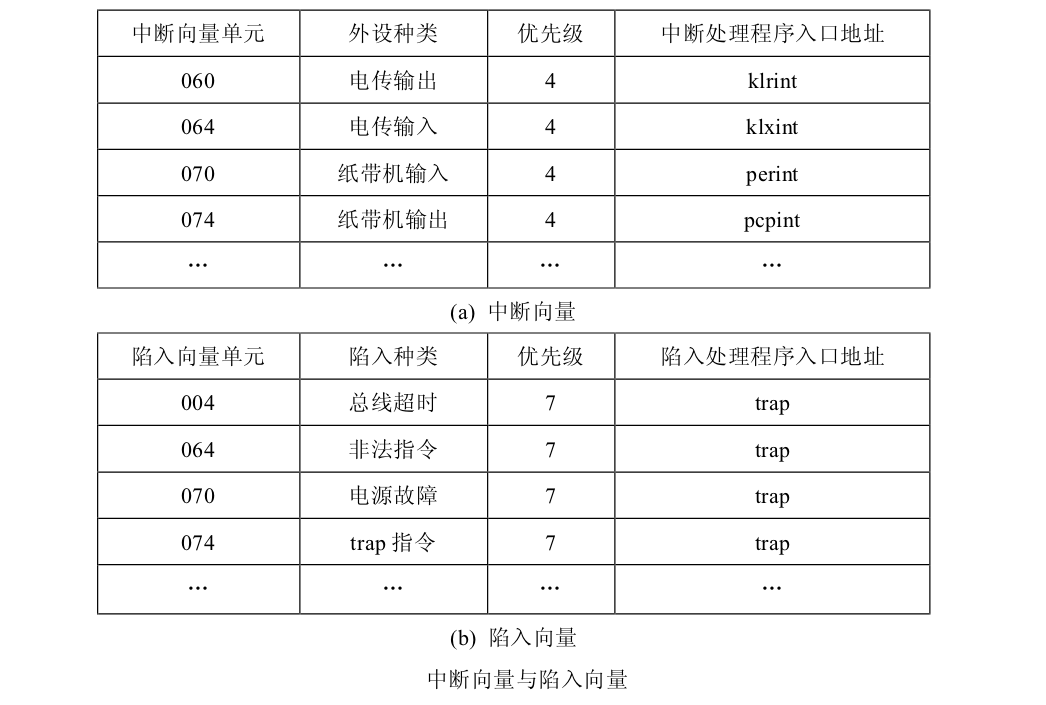 中断向量单元 外设种类 优先级 中断处理程序入口地址
060 电传输出 4 klrint
064 电传输入 4 klxint
070 纸带机输入 4 perint
074 纸带机输出 4 pcpint
… … … …
(a) 中断向量
陷入向量单元 陷入种类 优先级 陷入处理程序入口地址
004 总线超时 7 trap
064 非法指令 7 trap
070 电源故障 7 trap
074 trap 指令 7 trap
… … … …
(b) 陷入向量
中断向量与陷入向量